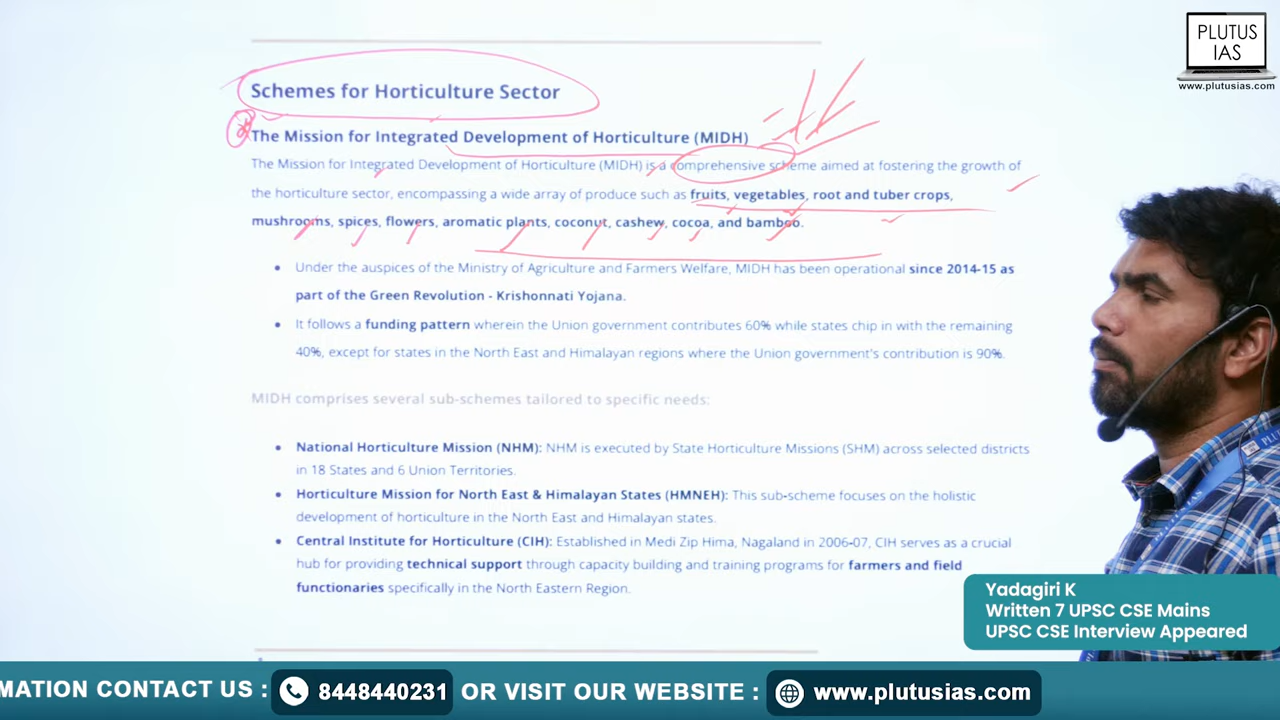 PLUTUS
IAS
www.plutusias.com
Schemes for Horticulture Sector
The Mission for Integrated Development of Horticulture (MIDH)
The Mission for Integrated Development of Horticulture (MIDH) is a comprehensive scheme aimed at fostering the growth of
the horticulture sector, encompassing a wide array of produce such as fruits, vegetables, root and tuber crops,
mushrooms, spices, flowers, aromatic plants, coconut, cashew, cocoa, and bamboo.
• Under the auspices of the Ministry of Agriculture and Farmers Welfare, MIDH has been operational since 2014-15 as
part of the Green Revolution - Krishonnati Yojana.
• It follows a funding pattern wherein the Union government contributes 60% while states chip in with the remaining
40%, except for states in the North East and Himalayan regions where the Union government's contribution is 90%.
MIDH comprises several sub-schemes tailored to specific needs:
• National Horticulture Mission (NHM): NHM is executed by State Horticulture Missions (SHM) across selected districts
in 18 States and 6 Union Territories.
• Horticulture Mission for North East & Himalayan States (HMNEH): This sub-scheme focuses on the holistic
development of horticulture in the North East and Himalayan states.
• Central Institute for Horticulture (CIH): Established in Medi Zip Hima, Nagaland in 2006-07, CIH serves as a crucial
hub for providing technical support through capacity building and training programs for farmers and field
functionaries specifically in the North Eastern Region.
Yadagiri K
Written 7 UPSC CSE Mains
UPSC CSE Interview Appeared
MATION CONTACT US : 8448440231 OR VISIT OUR WEBSITE : www.plutusias.com